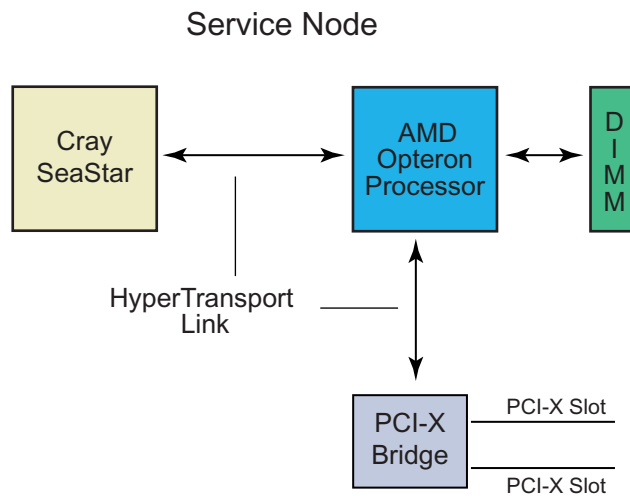 Service Node
Cray
SeaStar
AMD
Opteron
Processor
D
I
M
M
HyperTransport
Link
PCI-X
Bridge
PCI-X Slot
PCI-X Slot